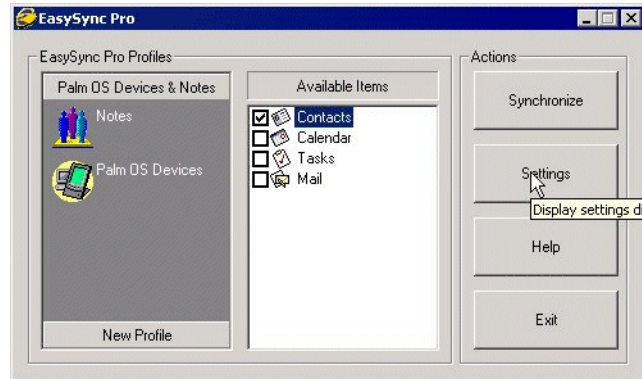 EasySync Pro
EasySync Pro Profiles
Palm OS Devices & Notes
Notes
Palm OS Devices
New Profile
Available Items
Contacts
Calendar
Tasks
Mail
Actions
Synchronize
Settings
Display settings d
Help
Exit